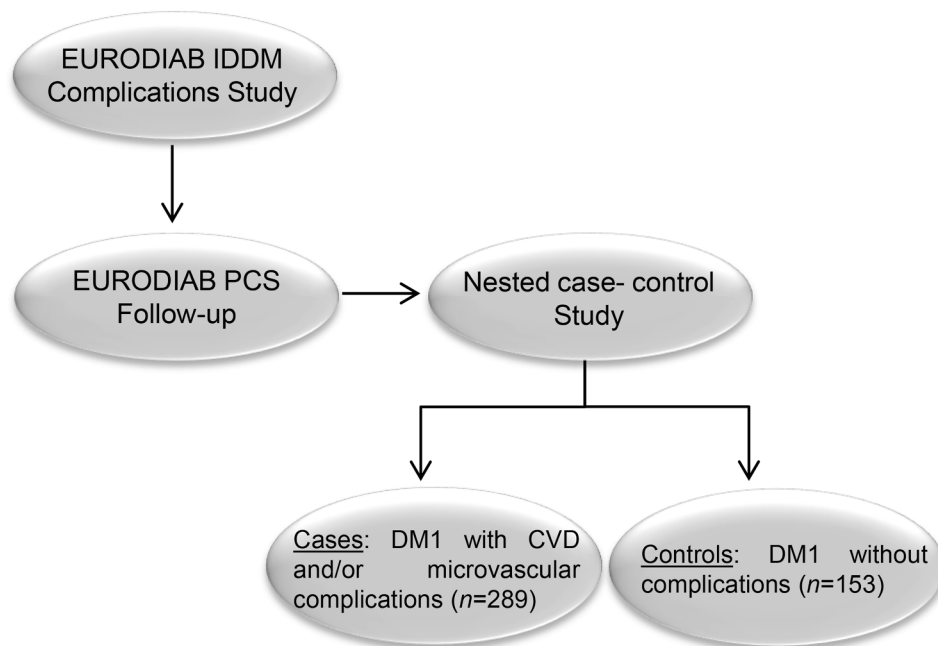 EURODIAB IDDM
Complications Study
EURODIAB PCS
Follow-up
Nested case- control
Study
Cases: DM1 with CVD
and/or microvascular
complications (n=289)
Controls: DM1 without
complications (n=153)